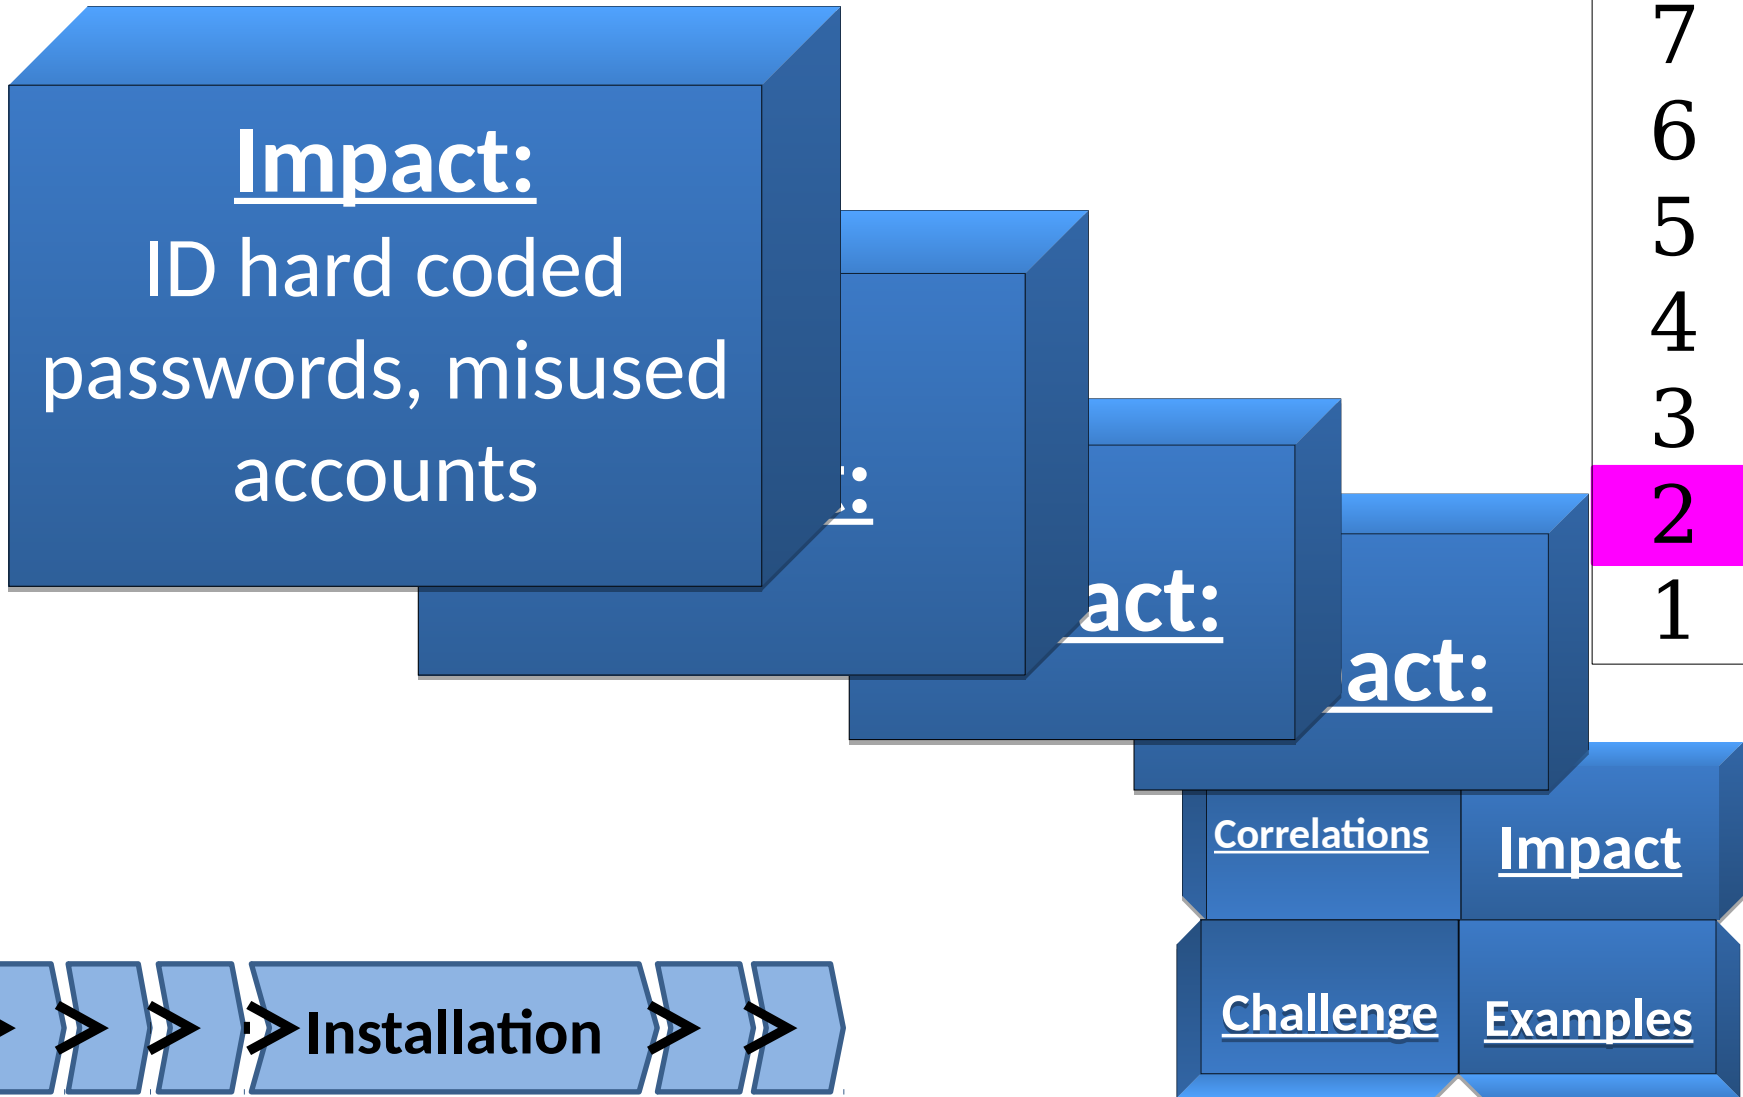 Impact:
ID hard coded
passwords, misused
accounts
act:
act:
7
6
5
4
3
2
1
Correlations
Impact
Challenge
Examples
Installation